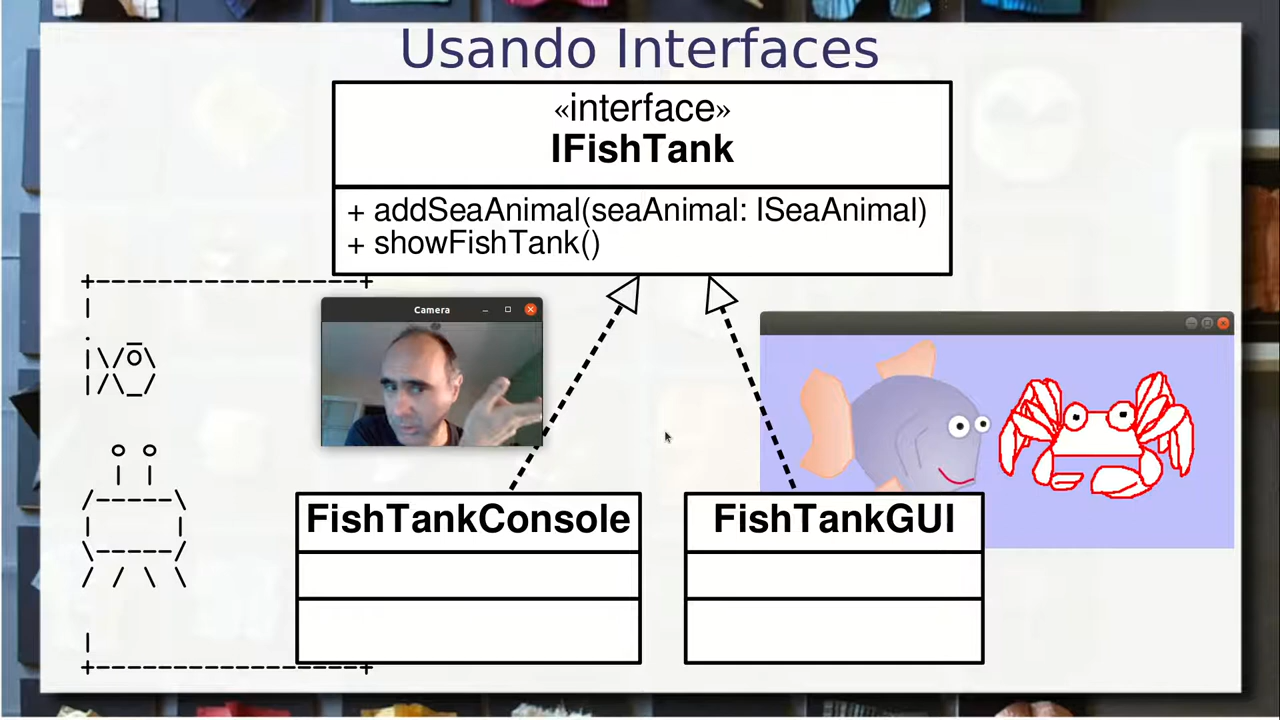 Usando Interfaces
«interface»
IFishTank
+ addSeaAnimal(seaAnimal: ISeaAnimal)
+ showFishTank()
Camera
FishTankConsole
FishTankGUI